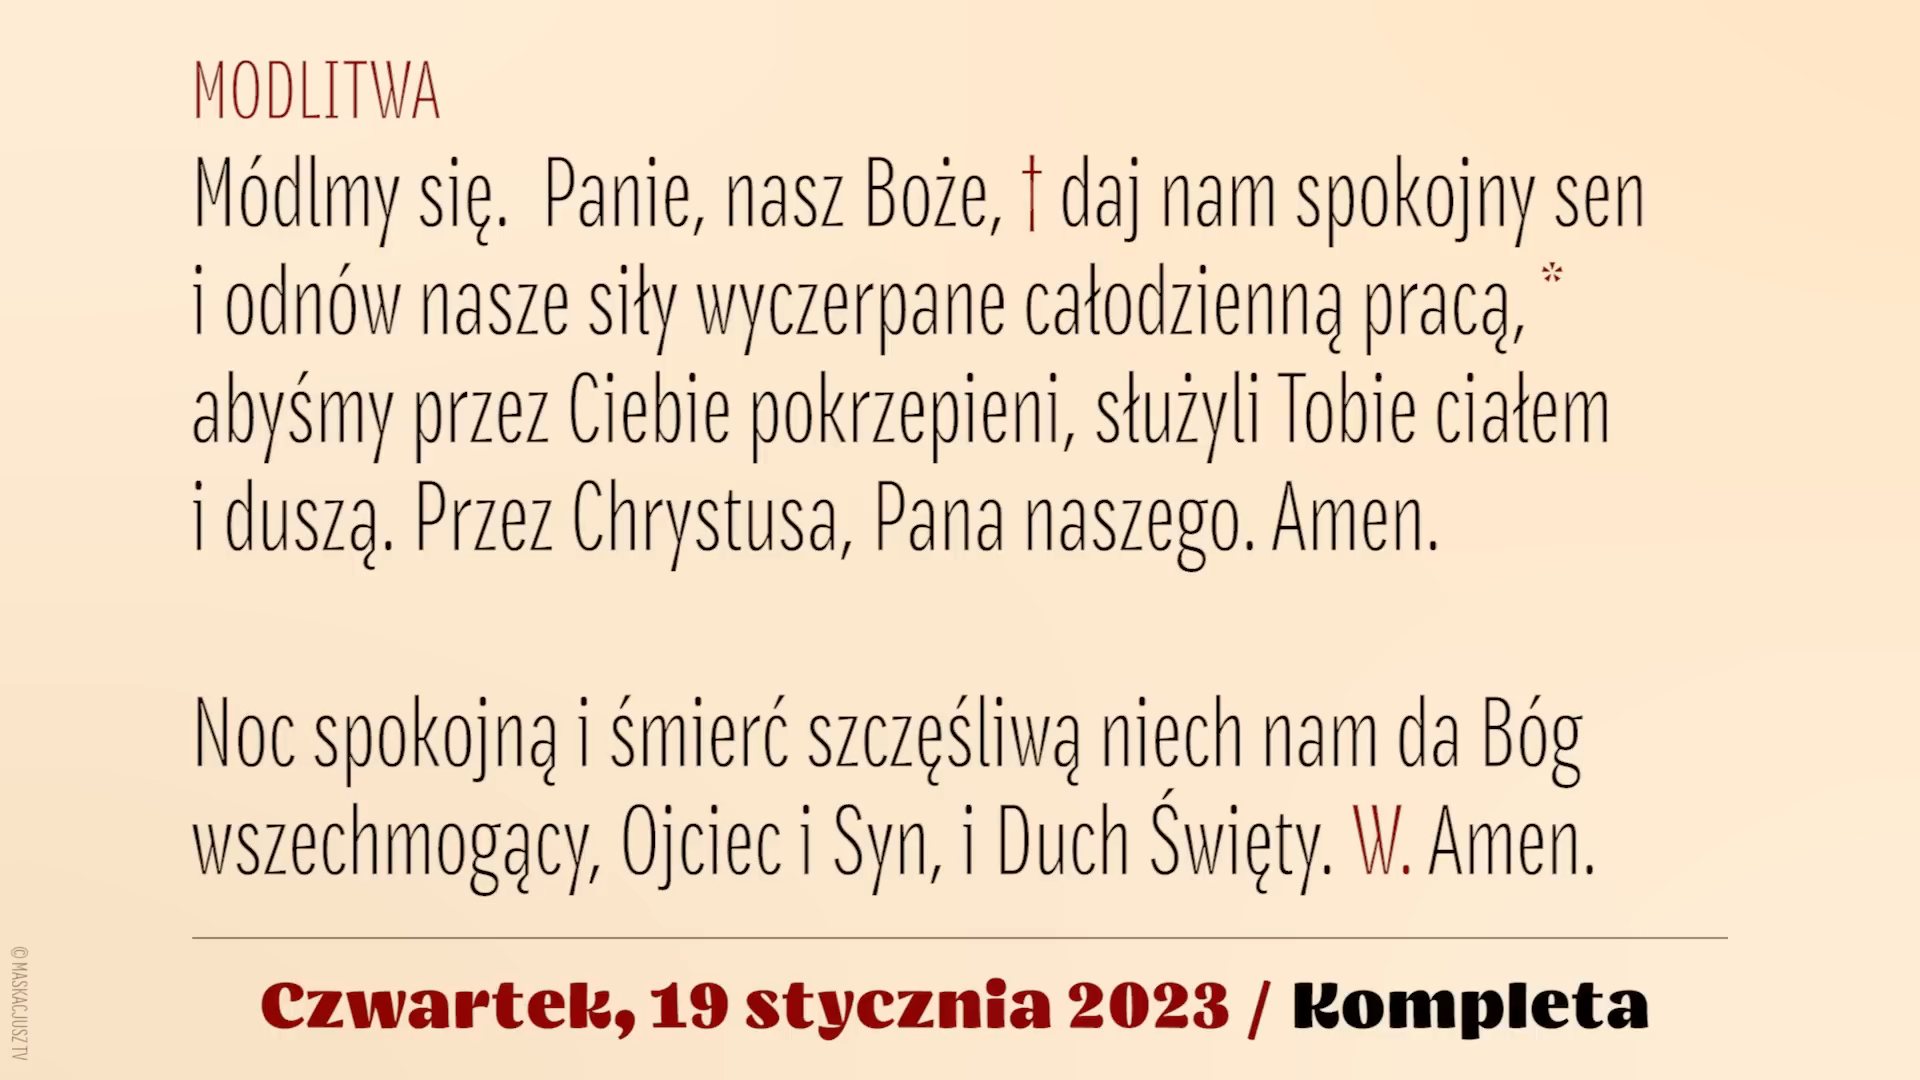 MODLITWA
Módlmy się. Panie, nasz Boże, † daj nam spokojny sen
i odnów nasze siły wyczerpane całodzienną pracą, *
abyśmy przez Ciebie pokrzepieni, służyli Tobie ciałem
i duszą. Przez Chrystusa, Pana naszego. Amen.
Noc spokojną i śmierć szczęśliwą niech nam da Bóg
wszechmogący, Ojciec i Syn, i Duch Święty. W. Amen.
Czwartek, 19 stycznia 2023 / Kompleta
© MASKACJUSZ TV